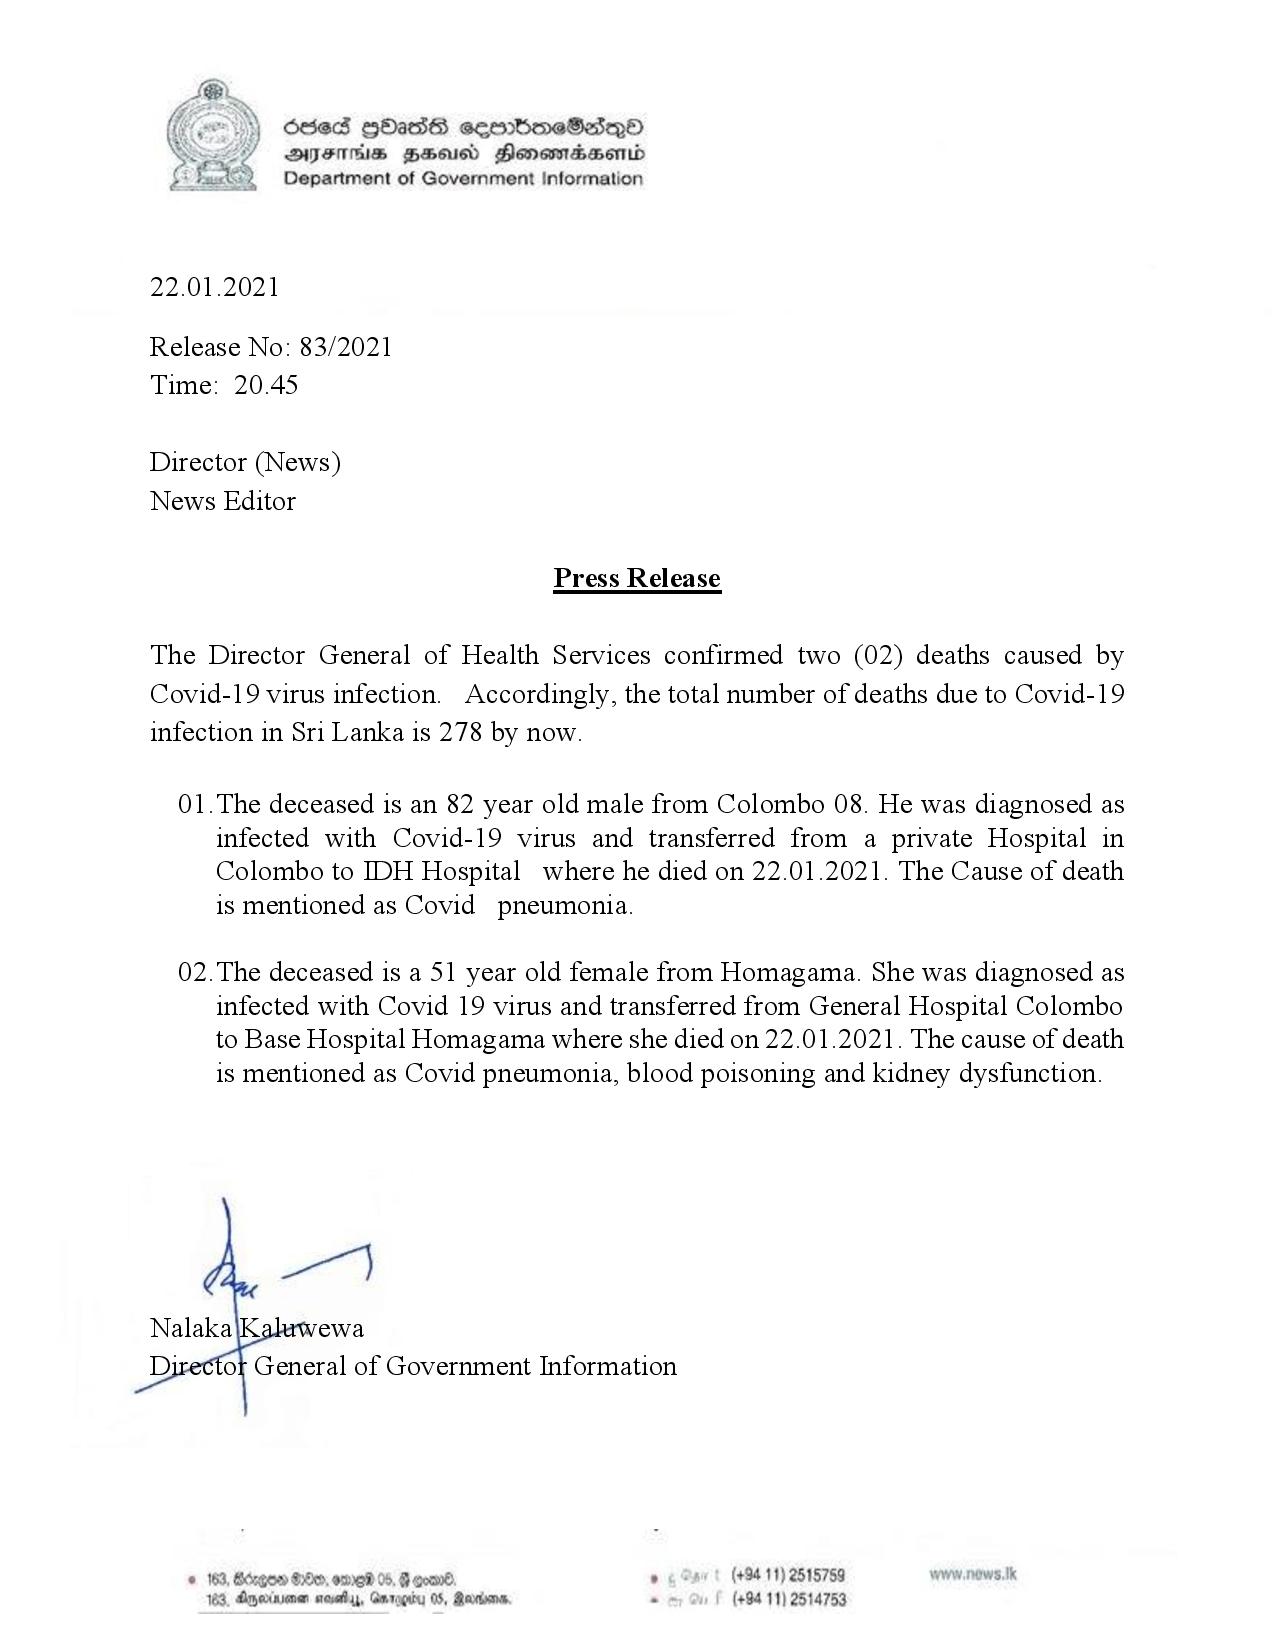 රජයේ ප්‍රවෘත්ති දෙපාර්තමේන්තුව
அரசாங்க தகவல் திணைக்களம்
Department of Government Information
22.01.2021
Release No: 83/2021
Time: 20.45
Director (News)
News Editor
Press Release
The Director General of Health Services confirmed two (02) deaths caused by
Covid-19 virus infection. Accordingly, the total number of deaths due to Covid-19
infection in Sri Lanka is 278 by now.
01. The deceased is an 82 year old male from Colombo 08. He was diagnosed as
infected with Covid-19 virus and transferred from a private Hospital in
Colombo to IDH Hospital where he died on 22.01.2021. The Cause of death
is mentioned as Covid pneumonia.
02. The deceased is a 51 year old female from Homagama. She was diagnosed as
infected with Covid 19 virus and transferred from General Hospital Colombo
to Base Hospital Homagama where she died on 22.01.2021. The cause of death
is mentioned as Covid pneumonia, blood poisoning and kidney dysfunction.
Nalaka Kaluwewa
Director General of Government Information
163, කිරුලපන මාවත, කොළඹ 05, ශ්‍රී ලංකාව.
163, கிருலப்பனை எவனியூ, கொழும்பு 05, இலங்கை.
(+94 11) 2515759
(+94 11) 2514753
www.news.lk